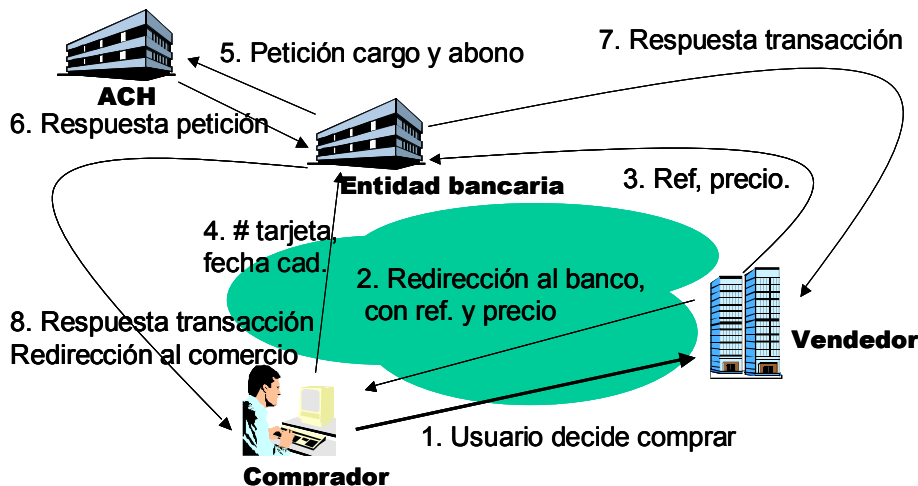 5. Petición cargo y abono
7. Respuesta transacción
ACH
6. Respuesta petición
Entidad bancaria
3. Ref, precio.
4. # tarjeta,
fecha cad.
2. Redirección al banco,
con ref. y precio
8. Respuesta transacción
Redirección al comercio
Vendedor
1. Usuario decide comprar
Comprador